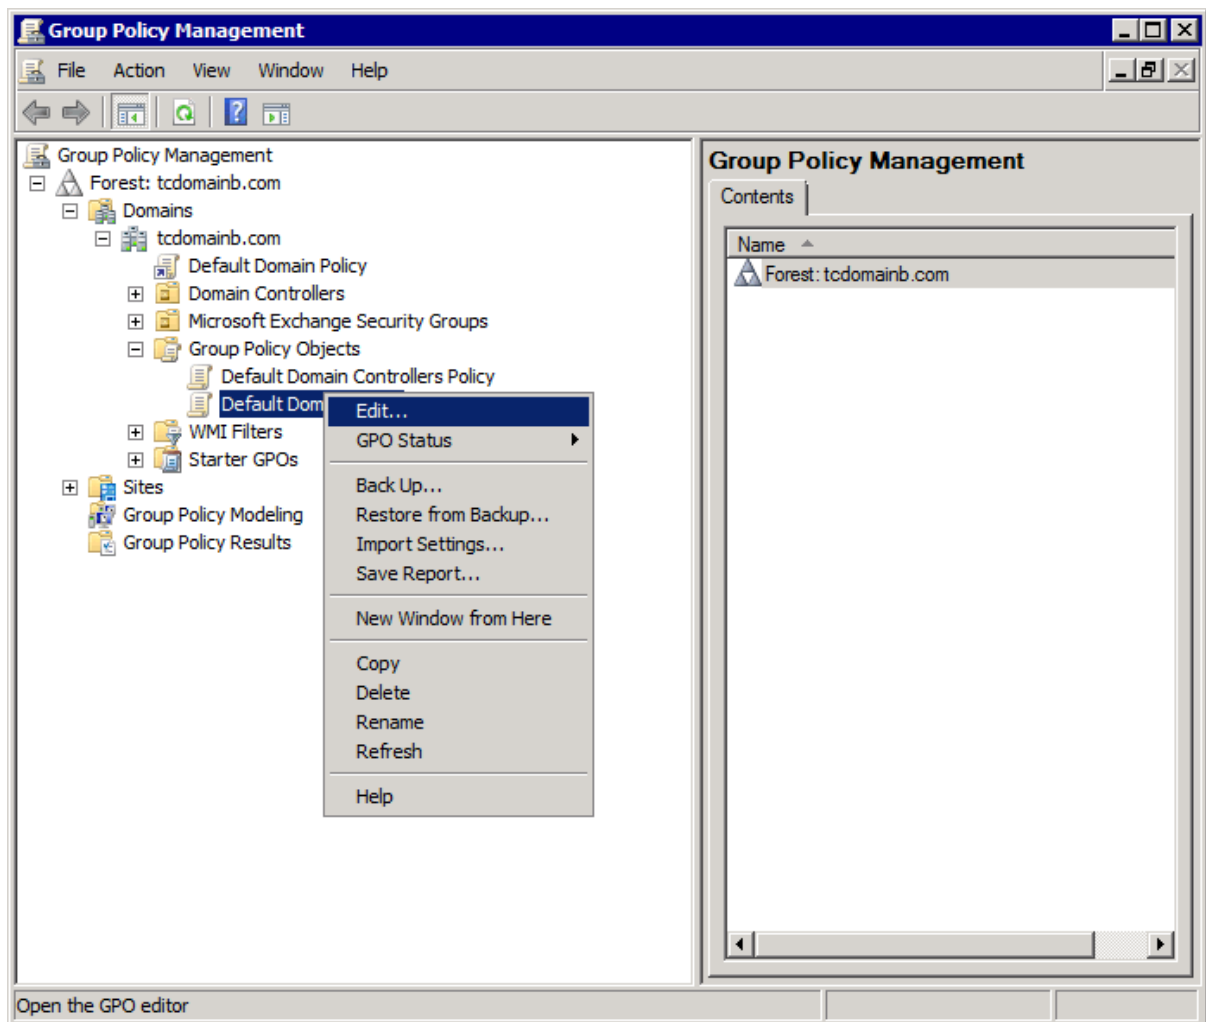 Group Policy Management
File Action View Window Help
Group Policy Management
Forest: tcdomainb.com
Domains
tcdomainb.com
Default Domain Policy
Domain Controllers
Microsoft Exchange Security Groups
Group Policy Objects
Default Domain Controllers Policy
Default Dom
WMI Filters
Starter GPOs
Sites
Group Policy Modeling
Group Policy Results
Edit...
GPO Status
Back Up...
Restore from Backup...
Import Settings...
Save Report...
New Window from Here
Copy
Delete
Rename
Refresh
Help
Group Policy Management
Contents
Name
Forest: tcdomainb.com
Open the GPO editor